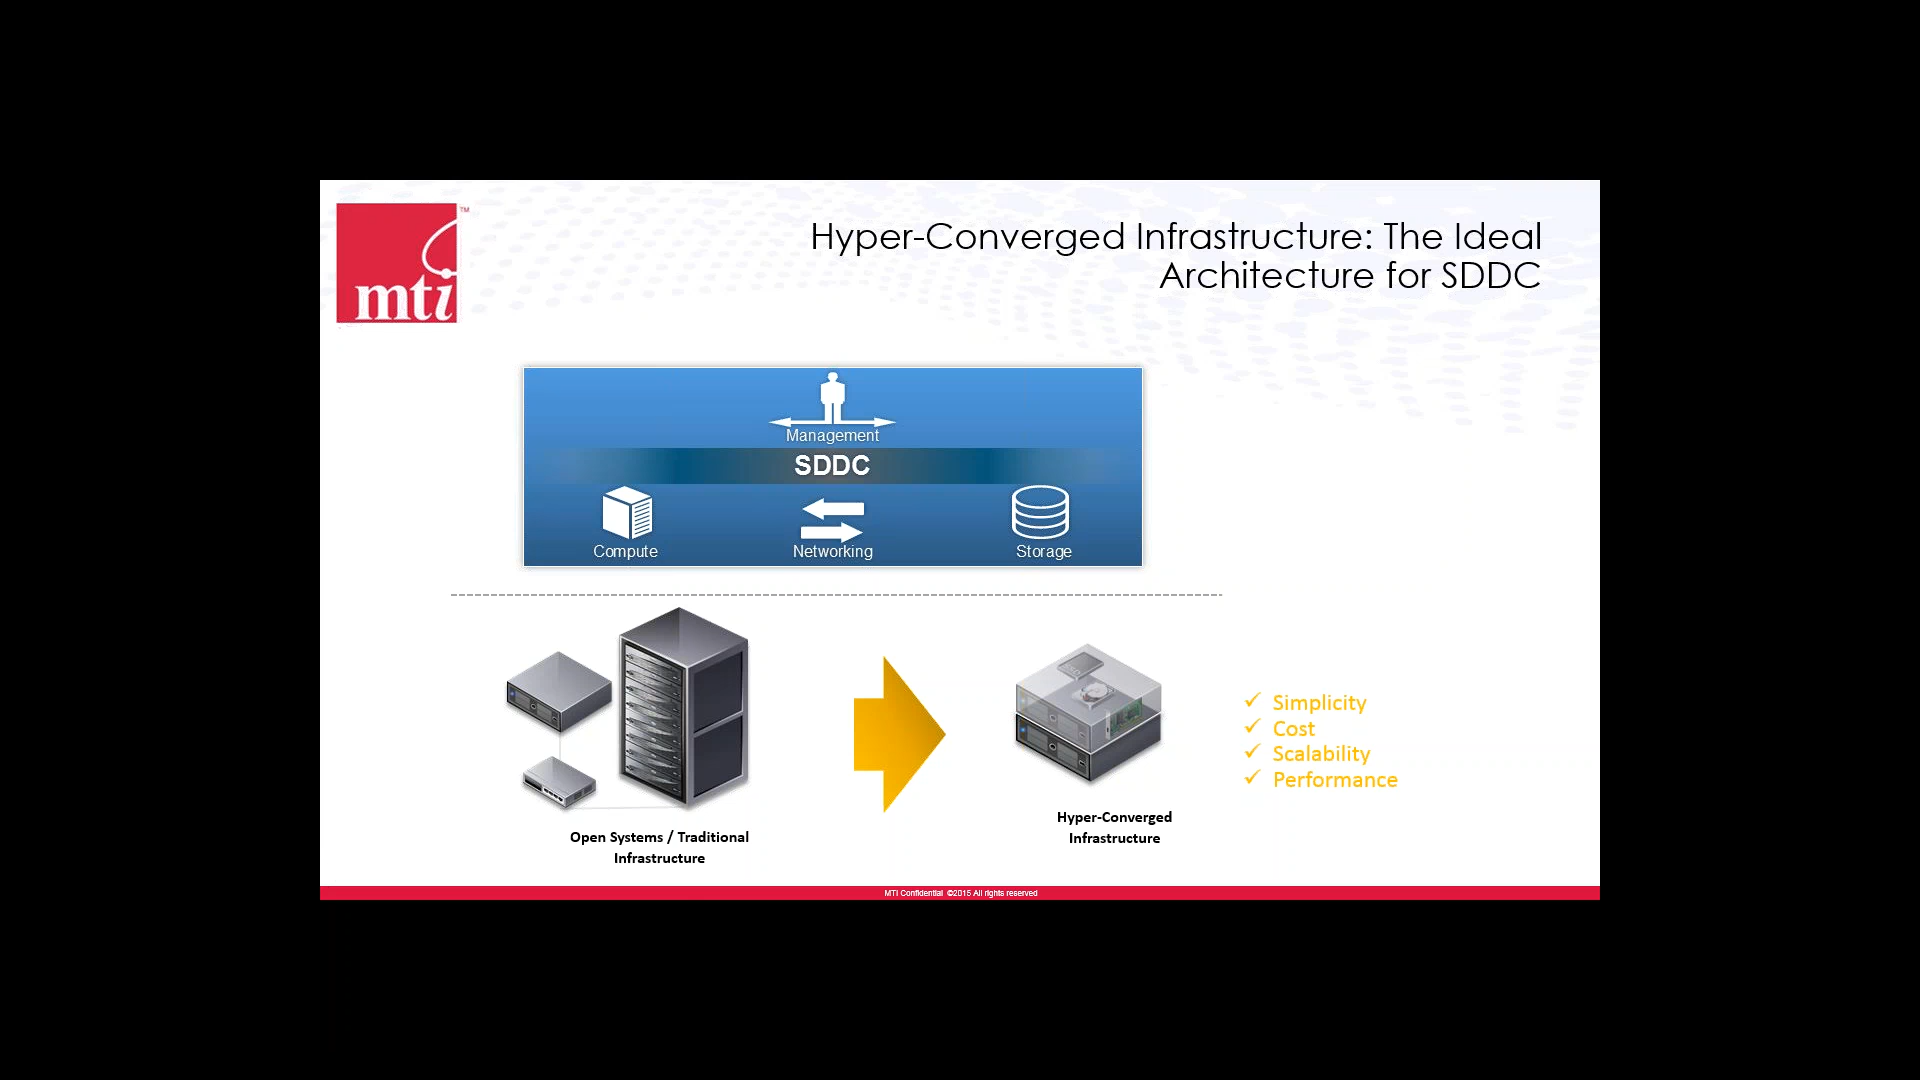 mti
TM
Hyper-Converged Infrastructure: The Ideal
Architecture for SDDC
Management
SDDC
Compute
Networking
Storage
Open Systems / Traditional
Infrastructure
Hyper-Converged
Infrastructure
✓ Simplicity
✓ Cost
✓ Scalability
✓ Performance
MTI Confidential ©2015 All rights reserved